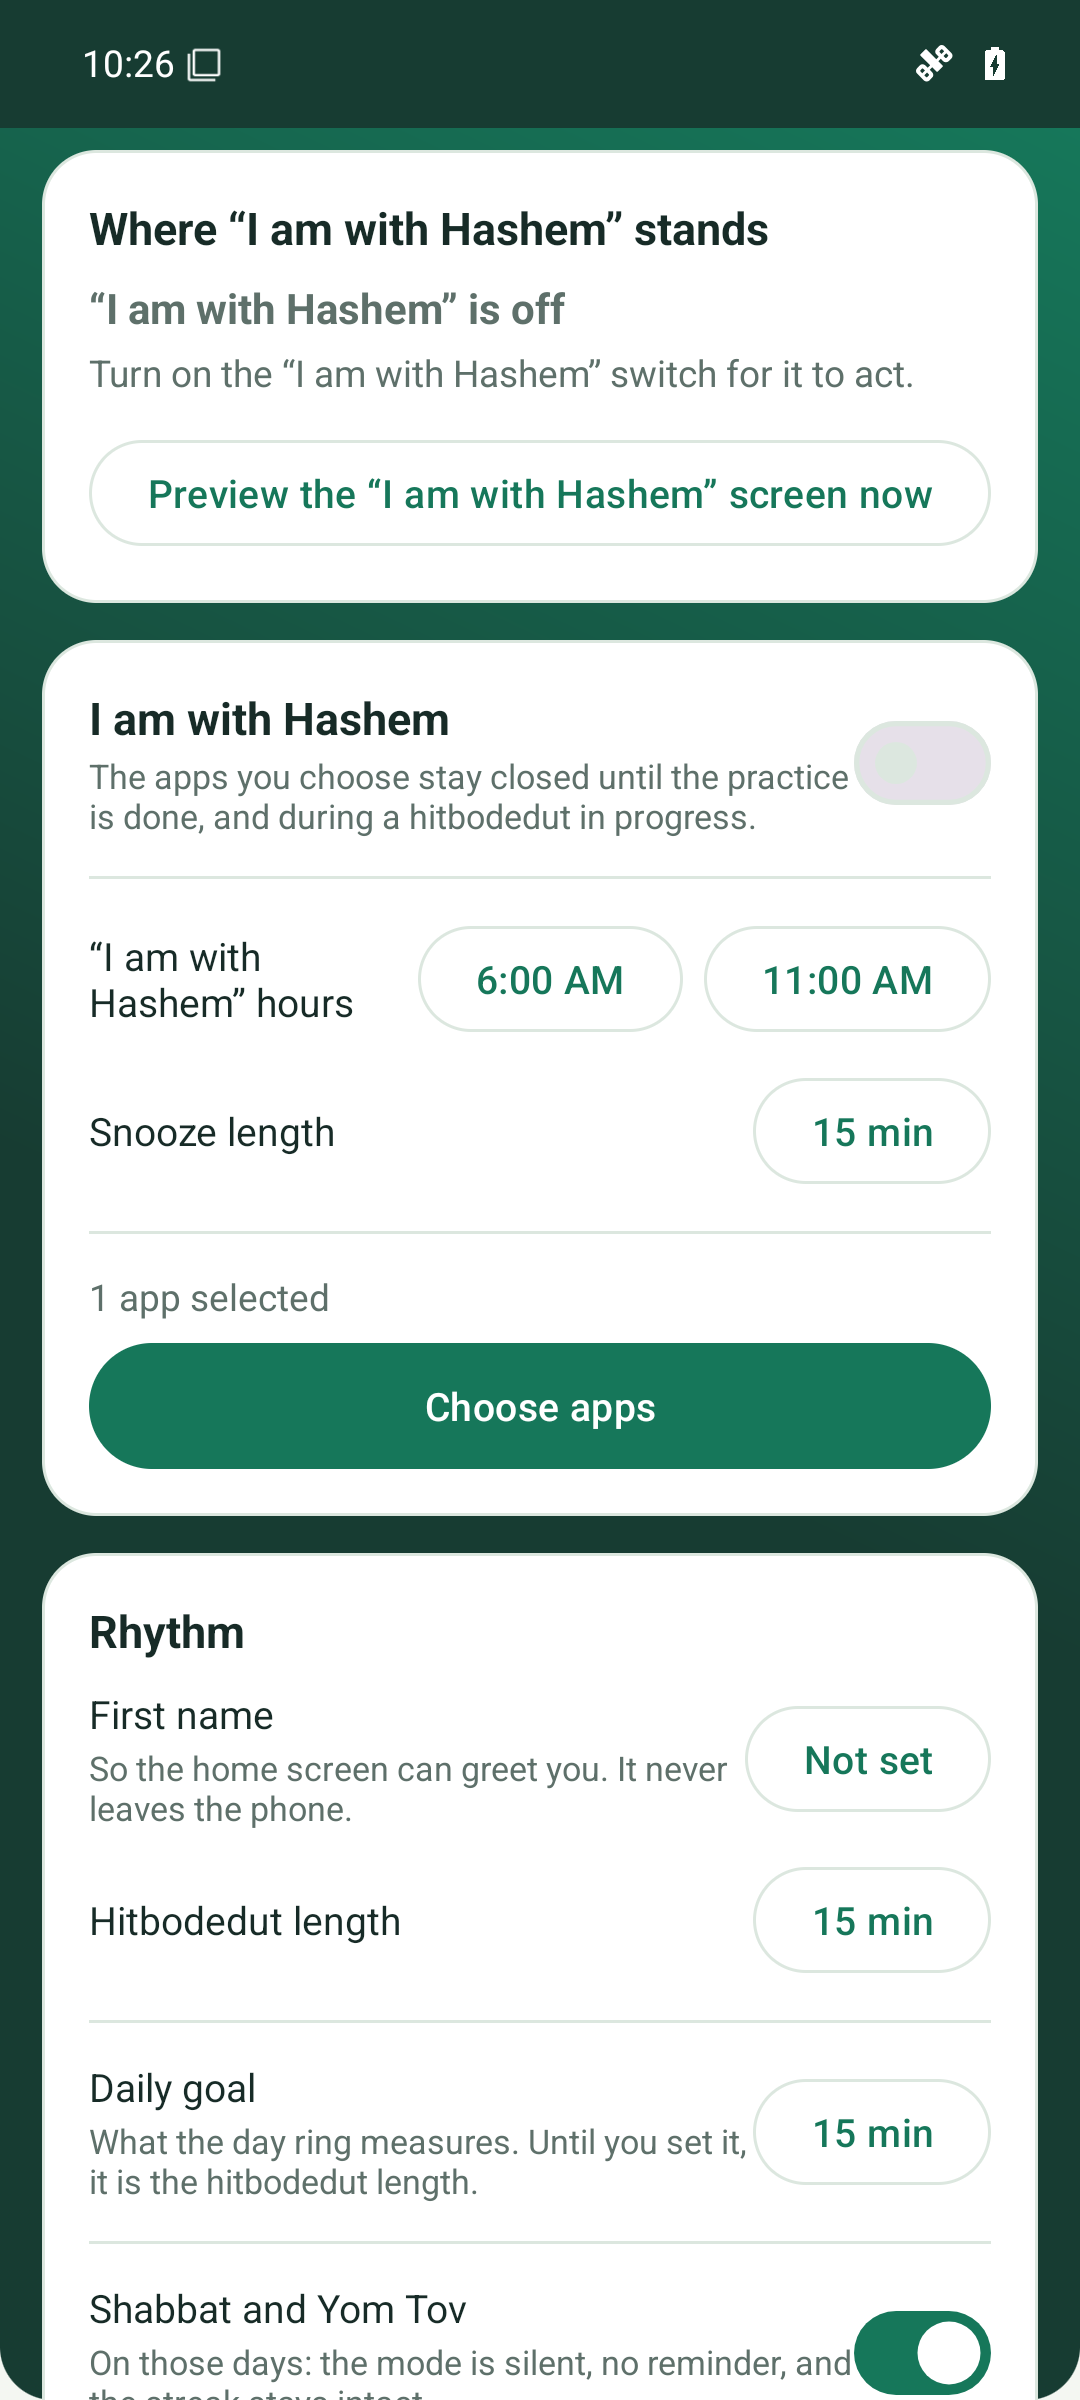 10:26
Where “I am with Hashem” stands
“I am with Hashem” is off
Turn on the “I am with Hashem” switch for it to act.
Preview the “I am with Hashem” screen now
I am with Hashem
The apps you choose stay closed until the practice
is done, and during a hitbodedut in progress.
“I am with
Hashem” hours
6:00 AM
11:00 AM
Snooze length
15 min
1 app selected
Choose apps
Rhythm
First name
So the home screen can greet you. It never
leaves the phone.
Not set
Hitbodedut length
15 min
Daily goal
What the day ring measures. Until you set it,
it is the hitbodedut length.
15 min
Shabbat and Yom Tov
On those days: the mode is silent, no reminder, and
the streak stays intact.